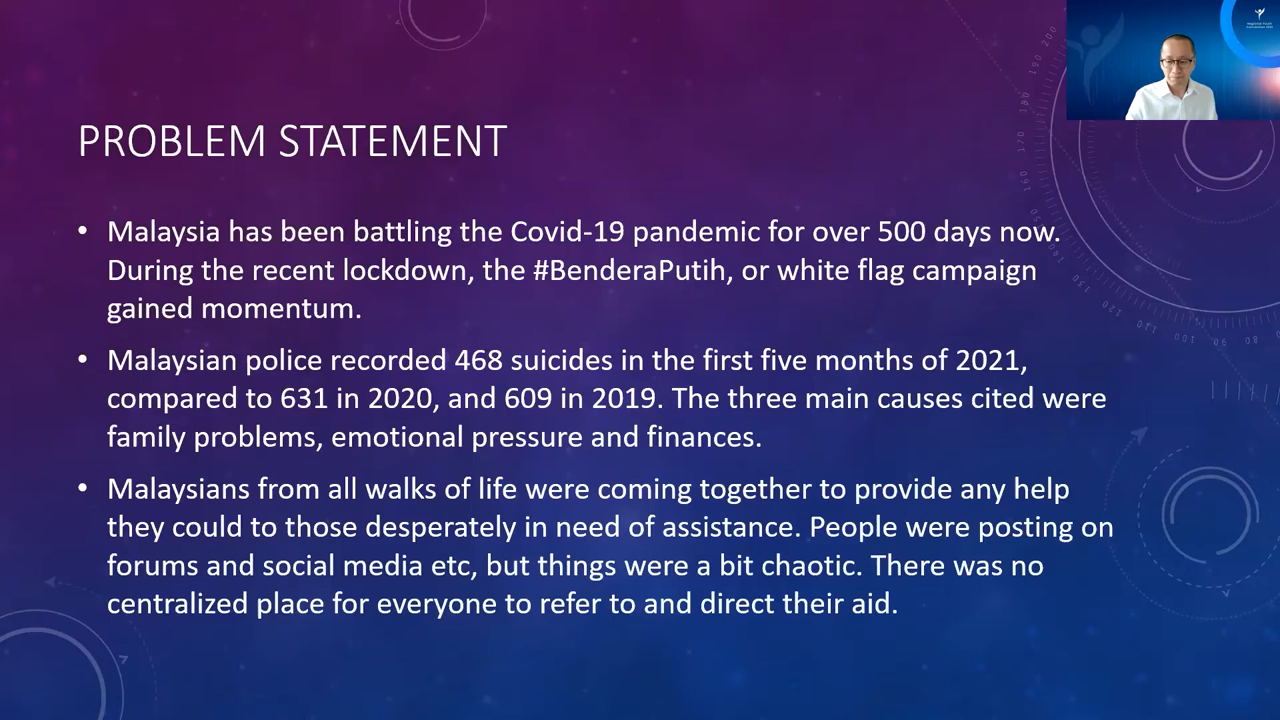 PROBLEM STATEMENT
• Malaysia has been battling the Covid-19 pandemic for over 500 days now.
During the recent lockdown, the #BenderaPutih, or white flag campaign
gained momentum.
• Malaysian police recorded 468 suicides in the first five months of 2021,
compared to 631 in 2020, and 609 in 2019. The three main causes cited were
family problems, emotional pressure and finances.
• Malaysians from all walks of life were coming together to provide any help
they could to those desperately in need of assistance. People were posting on
forums and social media etc, but things were a bit chaotic. There was no
centralized place for everyone to refer to and direct their aid.